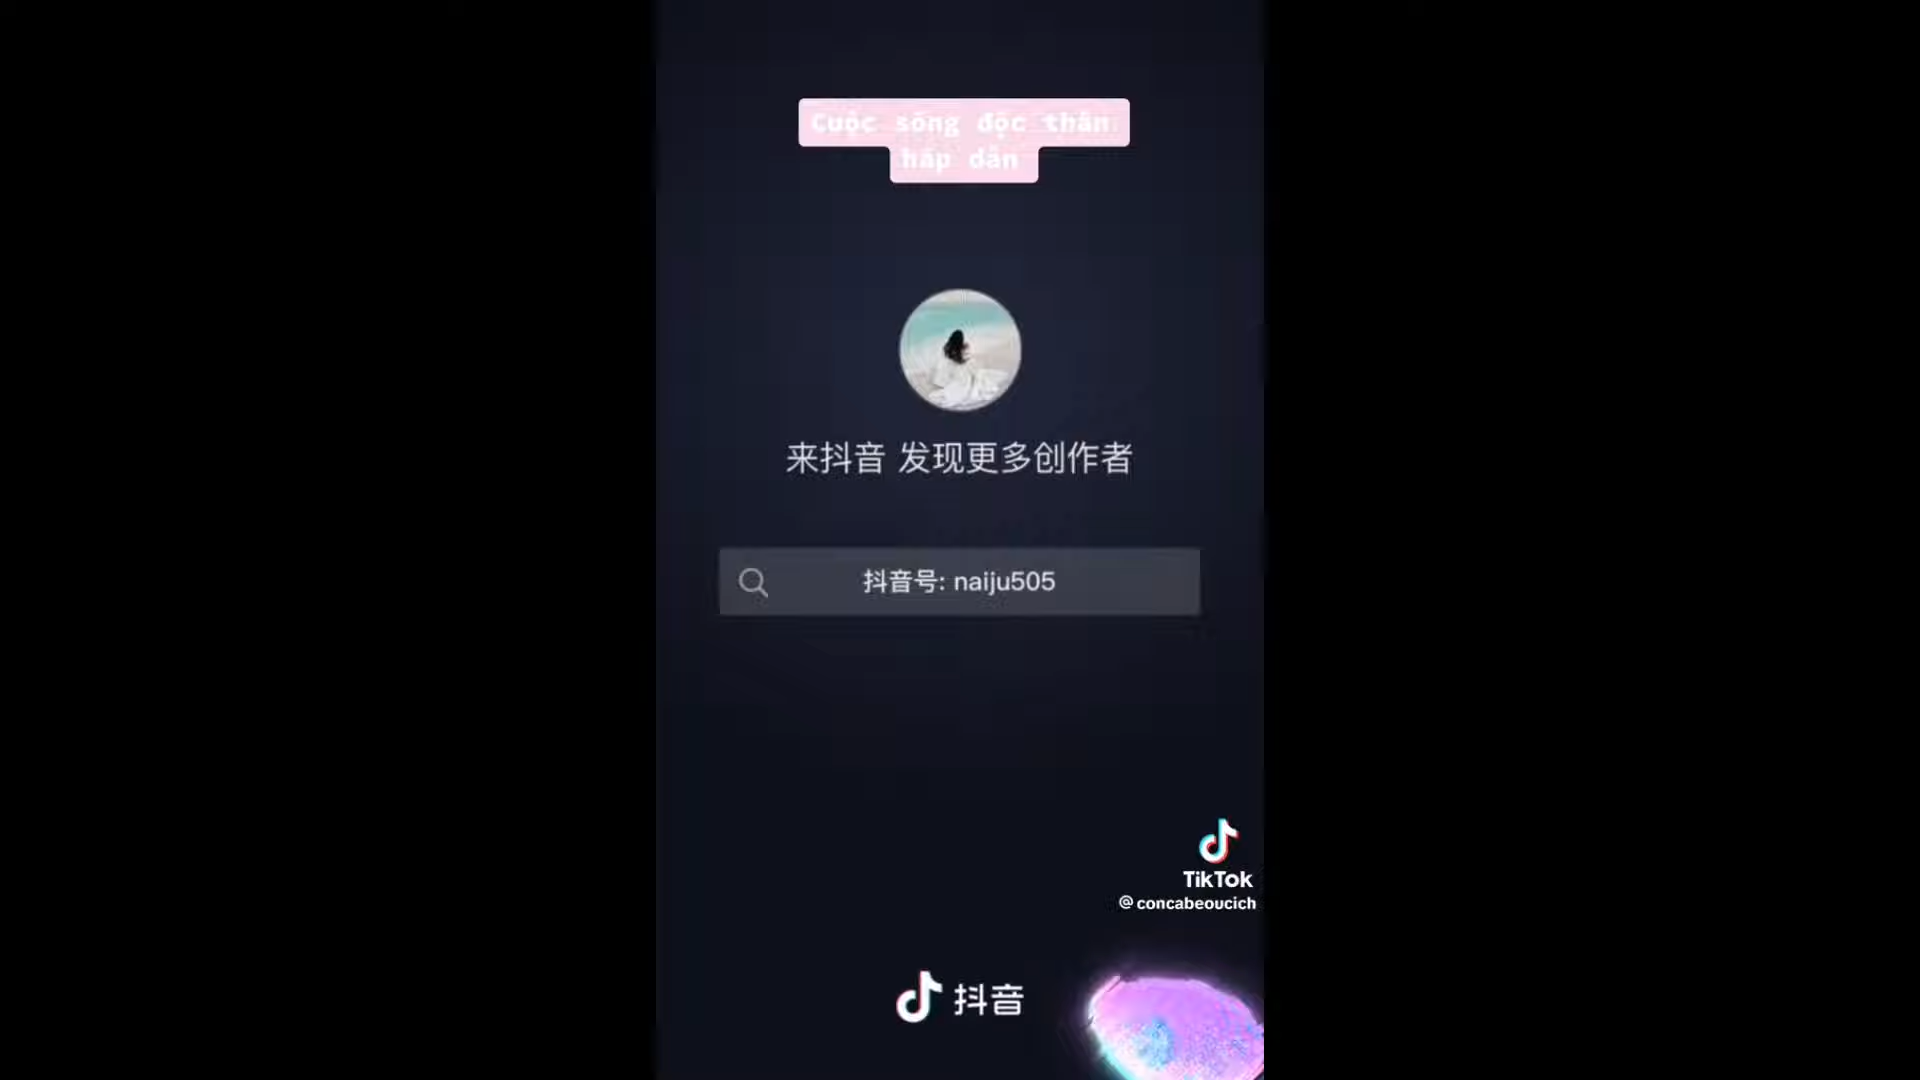 Cuộc sống độc thân
hấp dẫn
来抖音 发现更多创作者
抖音号: naiju505
TikTok
@concabeoucich
抖音